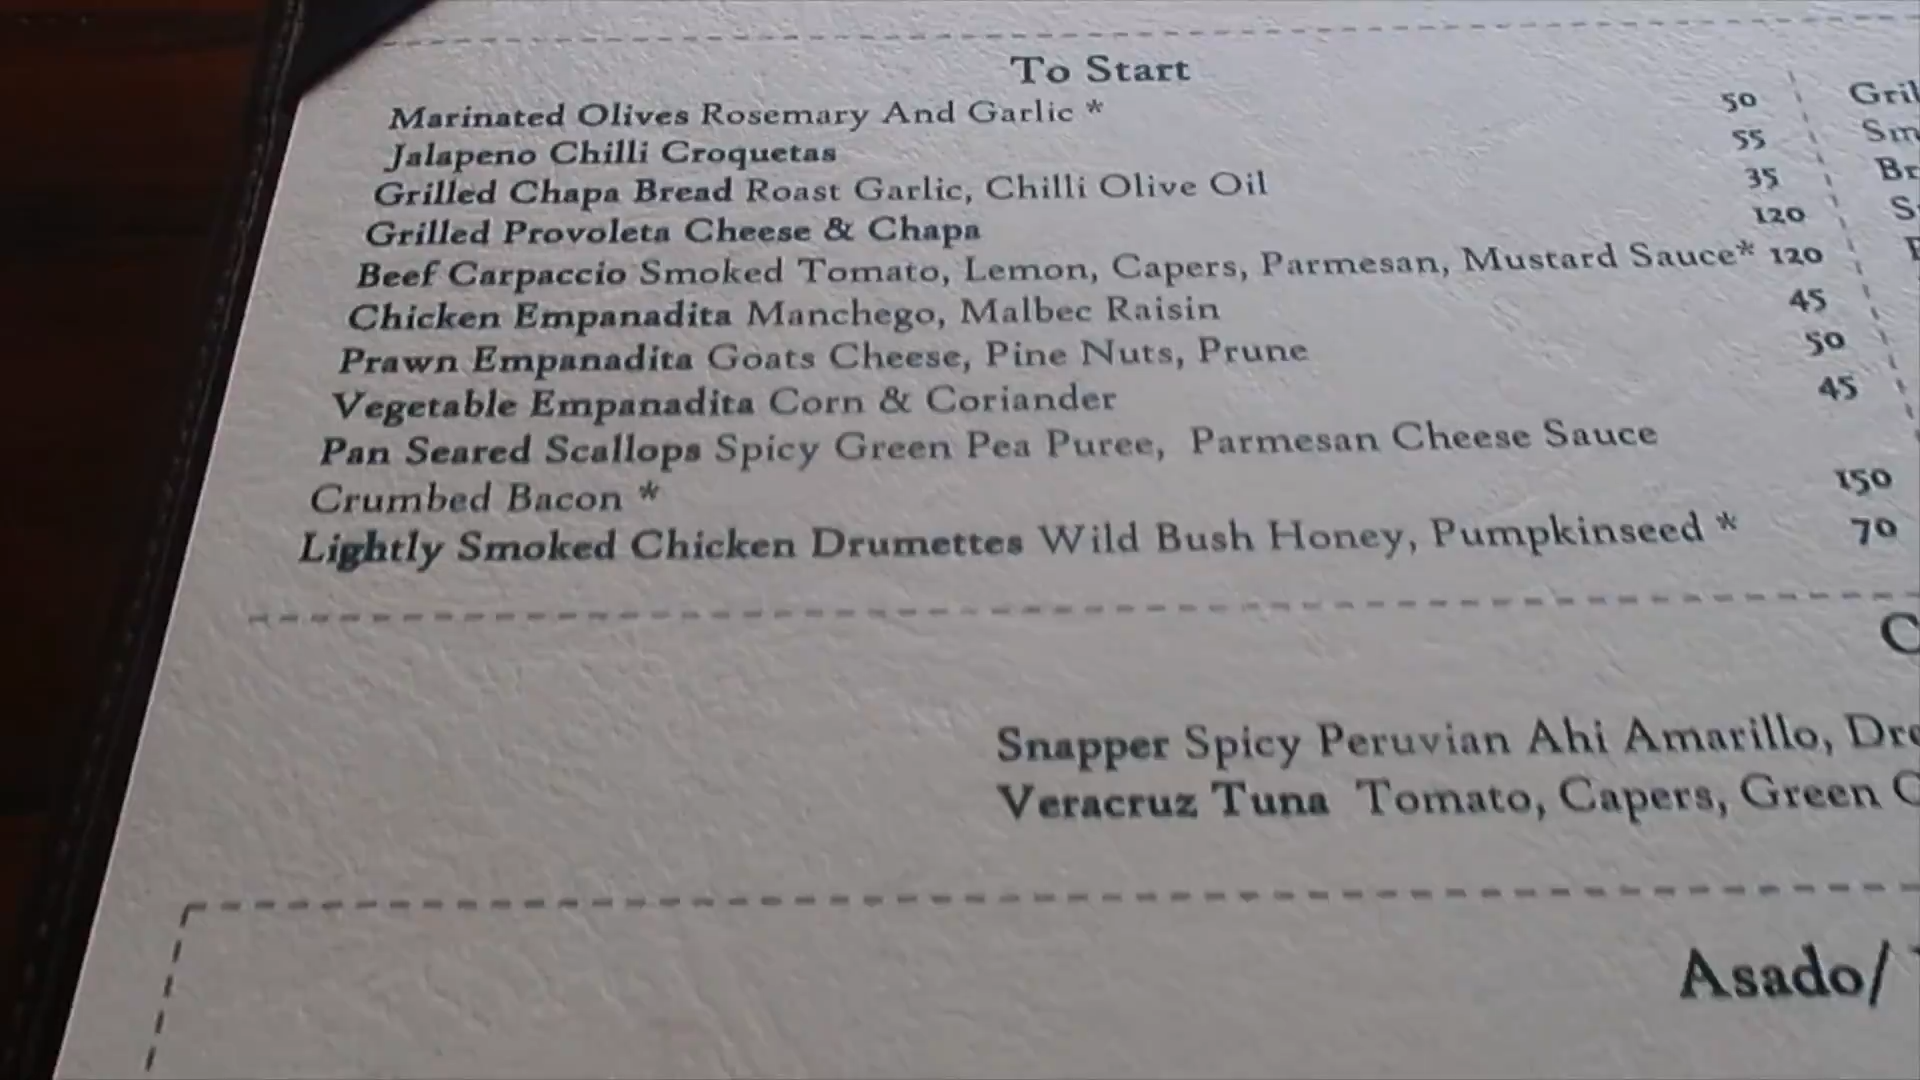 To Start
Marinated Olives Rosemary And Garlic * 50
Jalapeno Chilli Croquetas 55
Grilled Chapa Bread Roast Garlic, Chilli Olive Oil 35
Grilled Provoleta Cheese & Chapa 120
Beef Carpaccio Smoked Tomato, Lemon, Capers, Parmesan, Mustard Sauce* 120
Chicken Empanadita Manchego, Malbec Raisin 45
Prawn Empanadita Goats Cheese, Pine Nuts, Prune 50
Vegetable Empanadita Corn & Coriander 45
Pan Seared Scallops Spicy Green Pea Puree, Parmesan Cheese Sauce
Crumbed Bacon * 150
Lightly Smoked Chicken Drumettes Wild Bush Honey, Pumpkinseed * 70
Snapper Spicy Peruvian Ahi Amarillo,
Veracruz Tuna Tomato, Capers, Green
Asado/